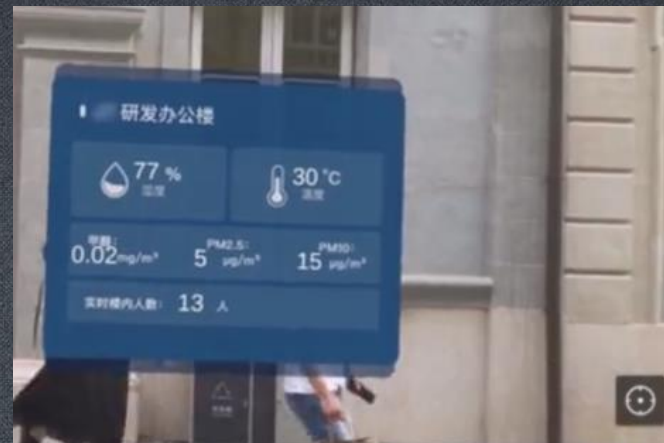 研发办公楼
77 %
湿度
30 °C
温度
甲醛:
0.02mg/m³
PM2.5:
5 μg/m³
PM10:
15 μg/m³
实时楼内人数: 13 人